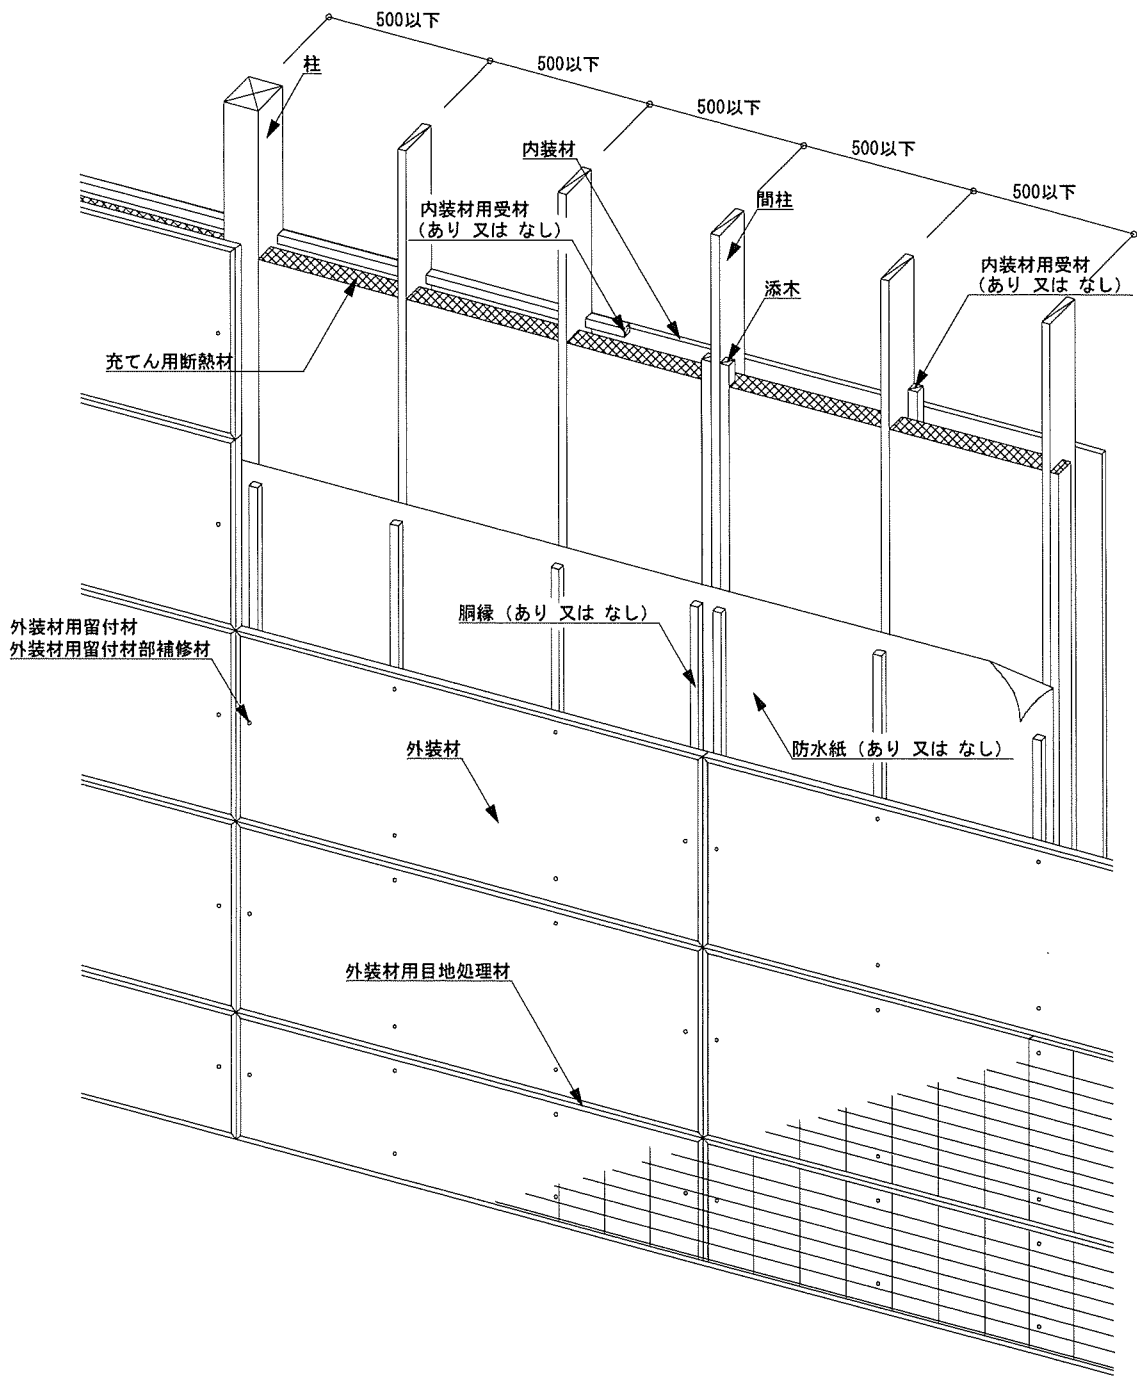 500以下
500以下
500以下
500以下
500以下
柱
内装材
間柱
内装材用受材
(あり 又は なし)
内装材用受材
(あり 又は なし)
添木
充てん用断熱材
胴縁 (あり 又は なし)
外装材用留付材
外装材用留付材部補修材
外装材
防水紙 (あり 又は なし)
外装材用目地処理材